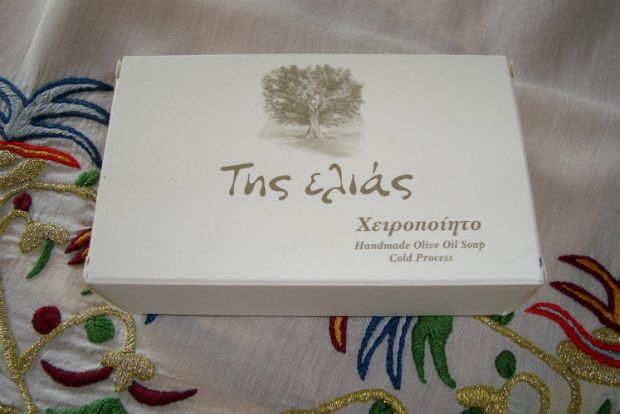 Της ελιάς
Χειροποίητο
Handmade Olive Oil Soap
Cold Process